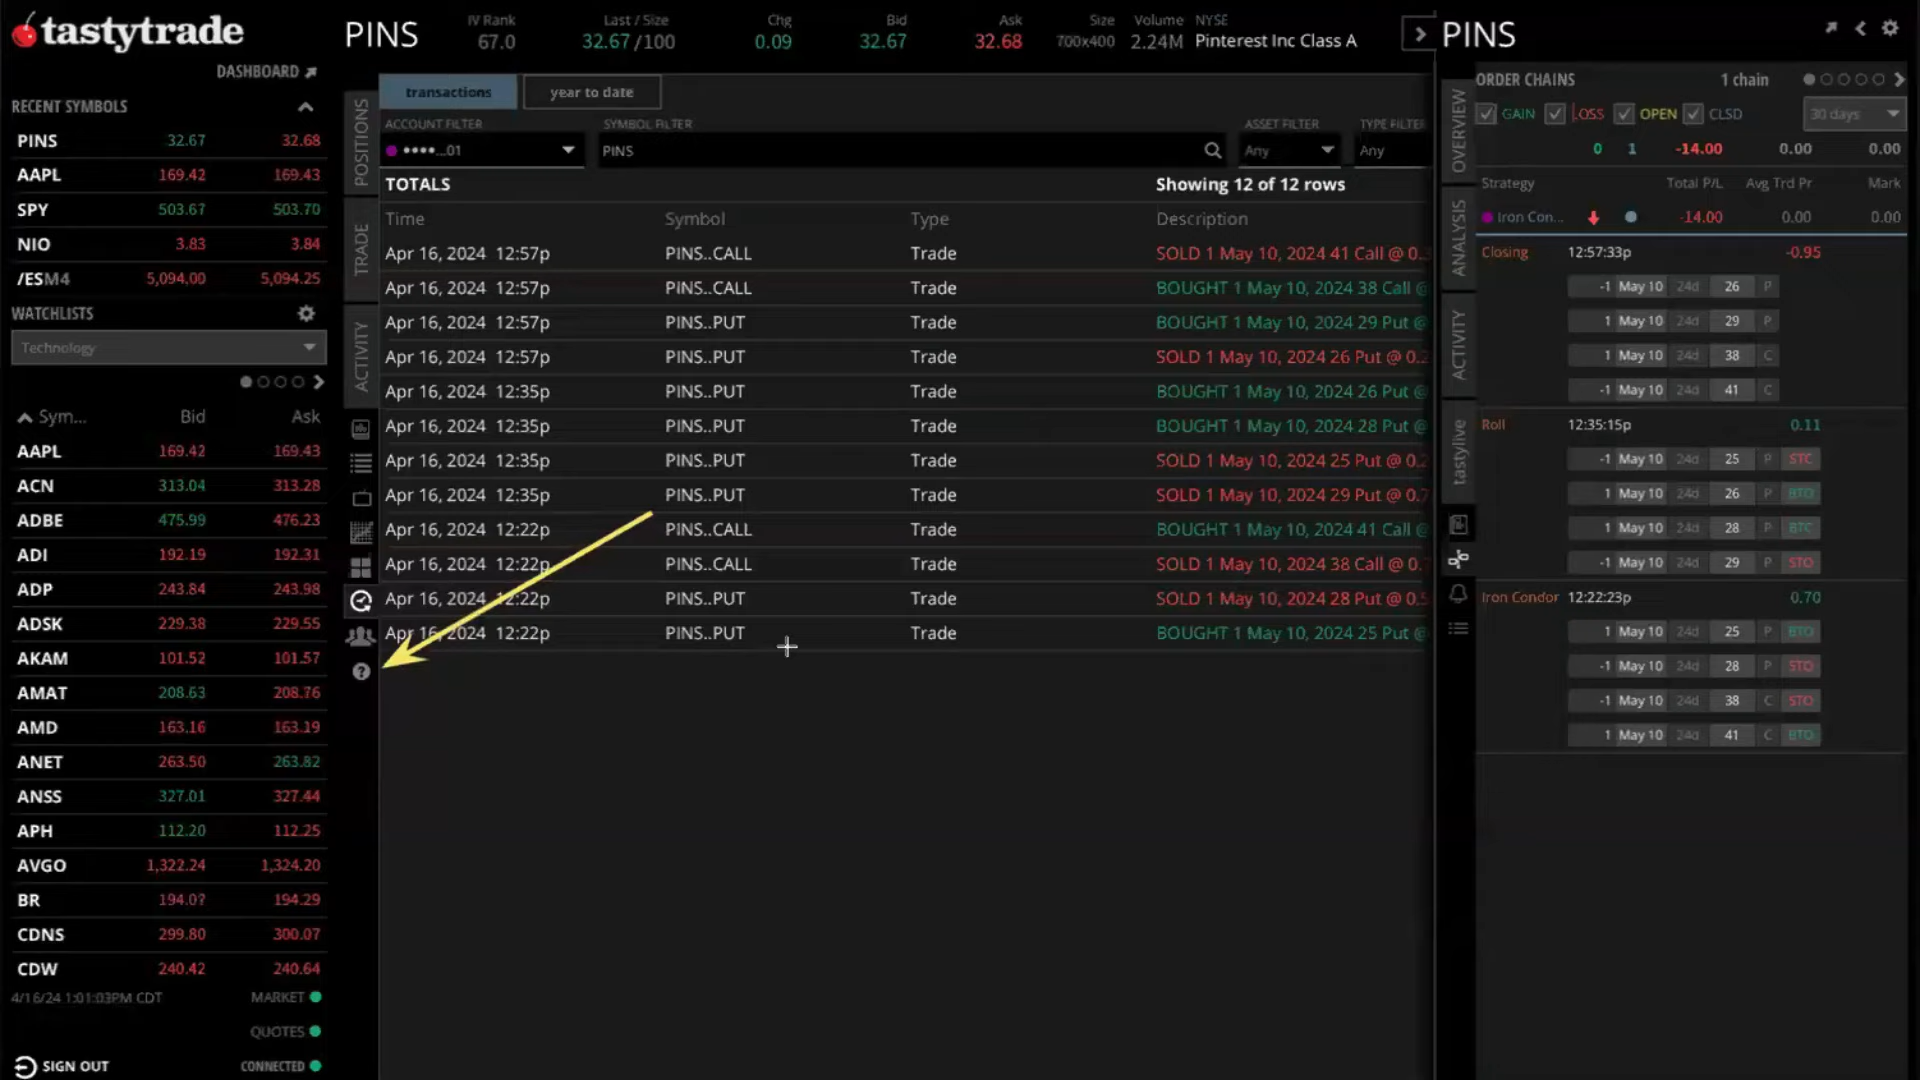 tastytrade
DASHBOARD
RECENT SYMBOLS
PINS 32.67 32.68
AAPL 169.42 169.43
SPY 503.67 503.70
NIO 3.83 3.84
/ESM4 5,094.00 5,094.25
WATCHLISTS
Technology
Sym... Bid Ask
AAPL 169.42 169.43
ACN 313.04 313.28
ADBE 475.99 476.23
ADI 192.19 192.31
ADP 243.84 243.98
ADSK 229.38 229.55
AKAM 101.52 101.57
AMAT 208.63 208.76
AMD 163.16 163.19
ANET 263.50 263.82
ANSS 327.01 327.44
APH 112.20 112.25
AVGO 1,322.24 1,324.20
BR 194.07 194.29
CDNS 299.80 300.07
CDW 240.42 240.64
4/16/24 1:01:03PM CDT MARKET
QUOTES
SIGN OUT CONNECTED
PINS
IV Rank Last / Size Chg Bid Ask Size Volume NYSE
67.0 32.67 /100 0.09 32.67 32.68 700x400 2.24M Pinterest Inc Class A
POSITIONS
TRADE
ACTIVITY
transactions year to date
ACCOUNT FILTER SYMBOL FILTER ASSET FILTER TYPE FILTER
••••...01 PINS Any Any
TOTALS Showing 12 of 12 rows
Time Symbol Type Description
Apr 16, 2024 12:57p PINS..CALL Trade SOLD 1 May 10, 2024 41 Call @ 0.3
Apr 16, 2024 12:57p PINS..CALL Trade BOUGHT 1 May 10, 2024 38 Call @
Apr 16, 2024 12:57p PINS..PUT Trade BOUGHT 1 May 10, 2024 29 Put @
Apr 16, 2024 12:57p PINS..PUT Trade SOLD 1 May 10, 2024 26 Put @ 0.2
Apr 16, 2024 12:35p PINS..PUT Trade BOUGHT 1 May 10, 2024 26 Put @
Apr 16, 2024 12:35p PINS..PUT Trade BOUGHT 1 May 10, 2024 28 Put @
Apr 16, 2024 12:35p PINS..PUT Trade SOLD 1 May 10, 2024 25 Put @ 0.2
Apr 16, 2024 12:35p PINS..PUT Trade SOLD 1 May 10, 2024 29 Put @ 0.7
Apr 16, 2024 12:22p PINS..CALL Trade BOUGHT 1 May 10, 2024 41 Call @
Apr 16, 2024 12:22p PINS..CALL Trade SOLD 1 May 10, 2024 38 Call @ 0.7
Apr 16, 2024 12:22p PINS..PUT Trade SOLD 1 May 10, 2024 28 Put @ 0.5
Apr 16, 2024 12:22p PINS..PUT Trade BOUGHT 1 May 10, 2024 25 Put @
PINS
OVERVIEW
ANALYSIS
ACTIVITY
tastylive
ORDER CHAINS 1 chain
GAIN LOSS OPEN CLSD 30 days
0 1 -14.00 0.00 0.00
Strategy Total P/L Avg Trd Pr Mark
Iron Con... -14.00 0.00 0.00
Closing 12:57:33p -0.95
-1 May 10 24d 26 P
1 May 10 24d 29 P
1 May 10 24d 38 C
-1 May 10 24d 41 C
Roll 12:35:15p 0.11
-1 May 10 24d 25 P STC
1 May 10 24d 26 P BTO
1 May 10 24d 28 P BTC
-1 May 10 24d 29 P STO
Iron Condor 12:22:23p 0.70
1 May 10 24d 25 P BTO
-1 May 10 24d 28 P STO
-1 May 10 24d 38 C STO
1 May 10 24d 41 C BTO